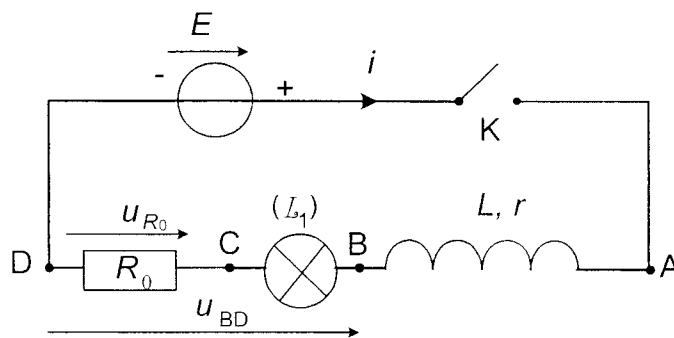 E
- + i
K
(L₁) L, r
u_R₀ C B
D R₀ A
u_BD